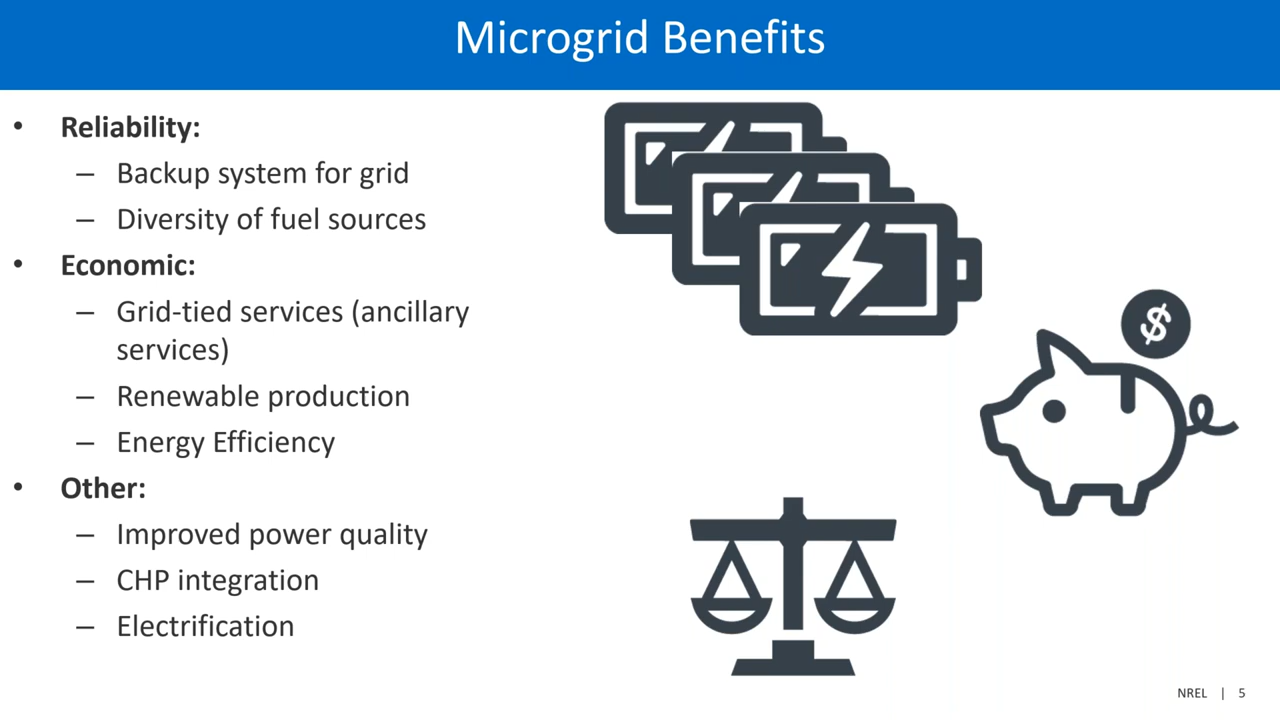 Microgrid Benefits
• Reliability:
– Backup system for grid
– Diversity of fuel sources
• Economic:
– Grid-tied services (ancillary
services)
– Renewable production
– Energy Efficiency
• Other:
– Improved power quality
– CHP integration
– Electrification
$
NREL | 5